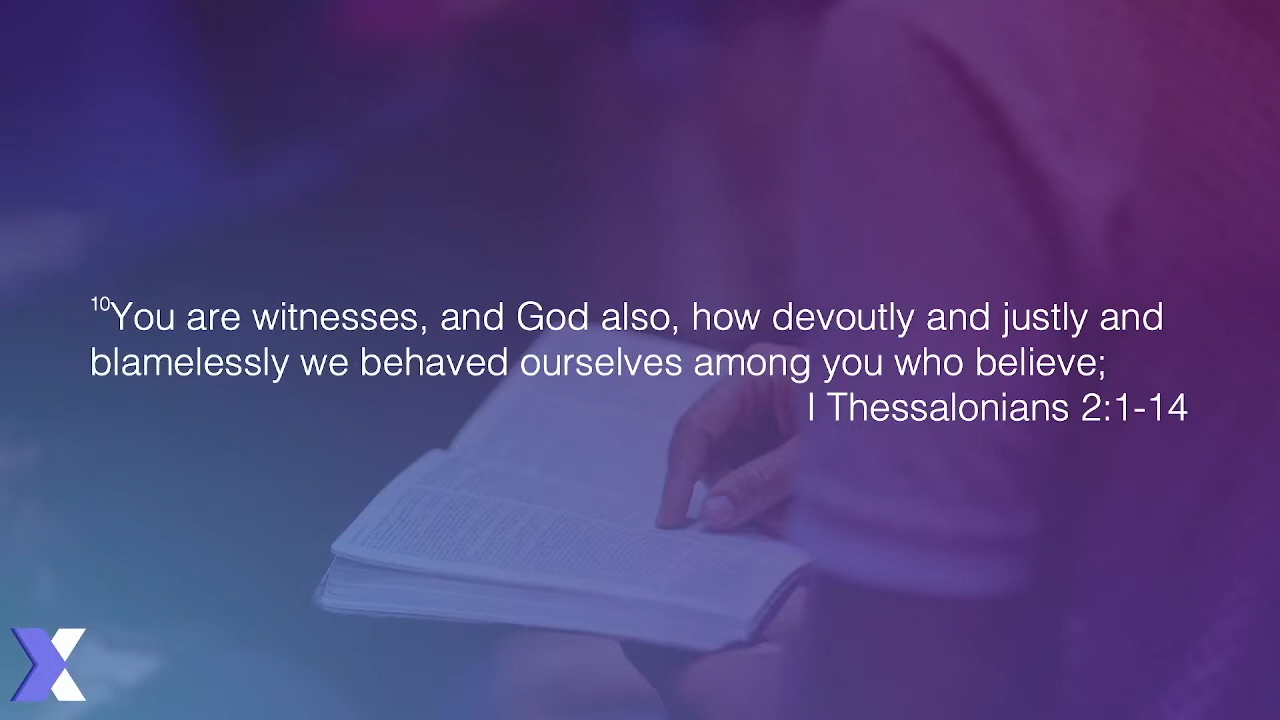 10You are witnesses, and God also, how devoutly and justly and
blamelessly we behaved ourselves among you who believe;
I Thessalonians 2:1-14